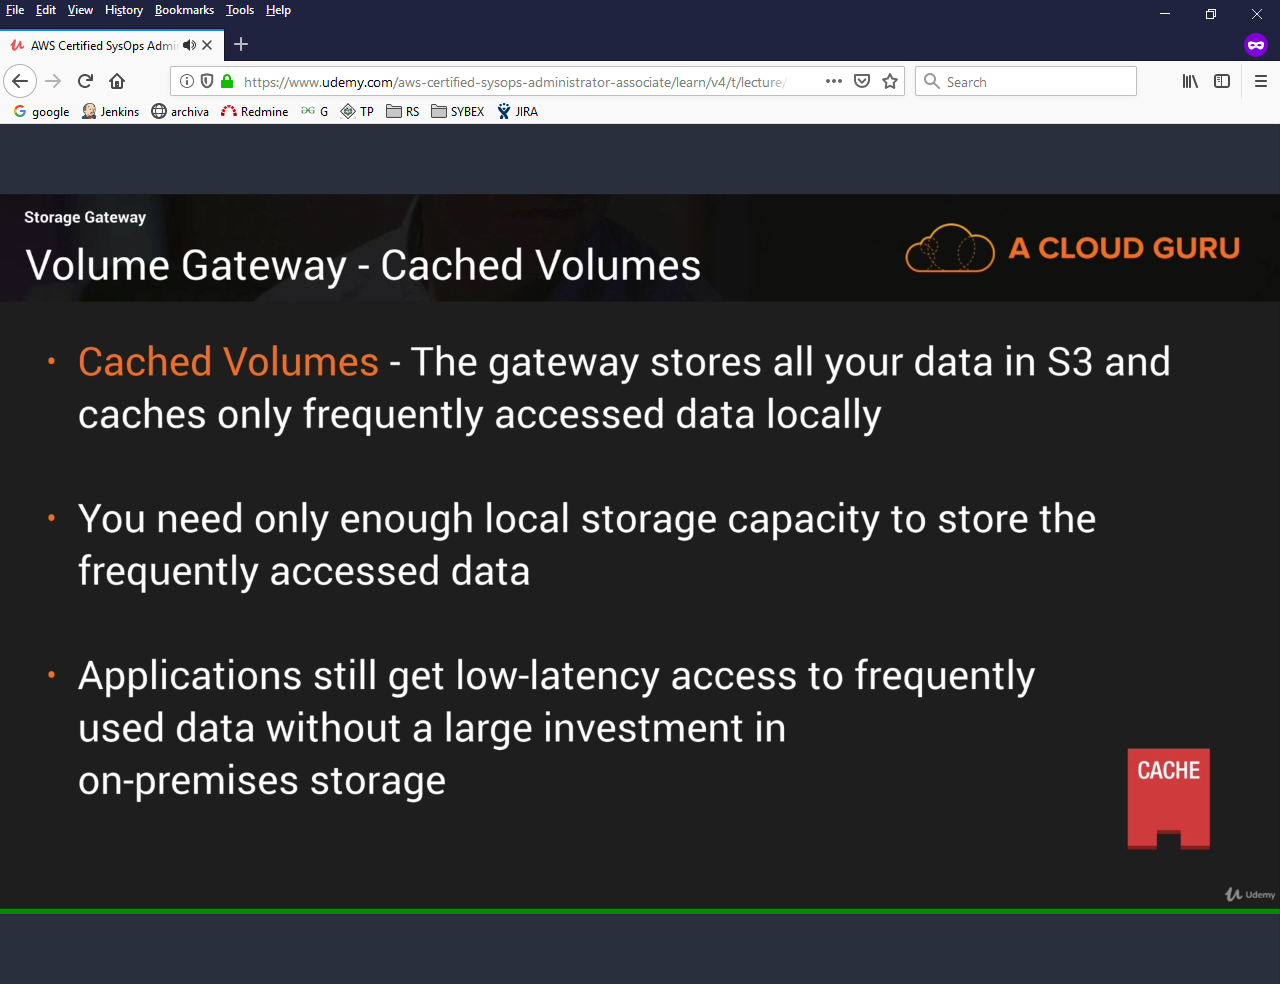 File Edit View History Bookmarks Tools Help
AWS Certified SysOps Admi
https://www.udemy.com/aws-certified-sysops-administrator-associate/learn/v4/t/lecture/
Search
google Jenkins archiva Redmine G TP RS SYBEX JIRA
Storage Gateway
Volume Gateway - Cached Volumes
A CLOUD GURU
• Cached Volumes - The gateway stores all your data in S3 and
caches only frequently accessed data locally
• You need only enough local storage capacity to store the
frequently accessed data
• Applications still get low-latency access to frequently
used data without a large investment in
on-premises storage
CACHE
Udemy